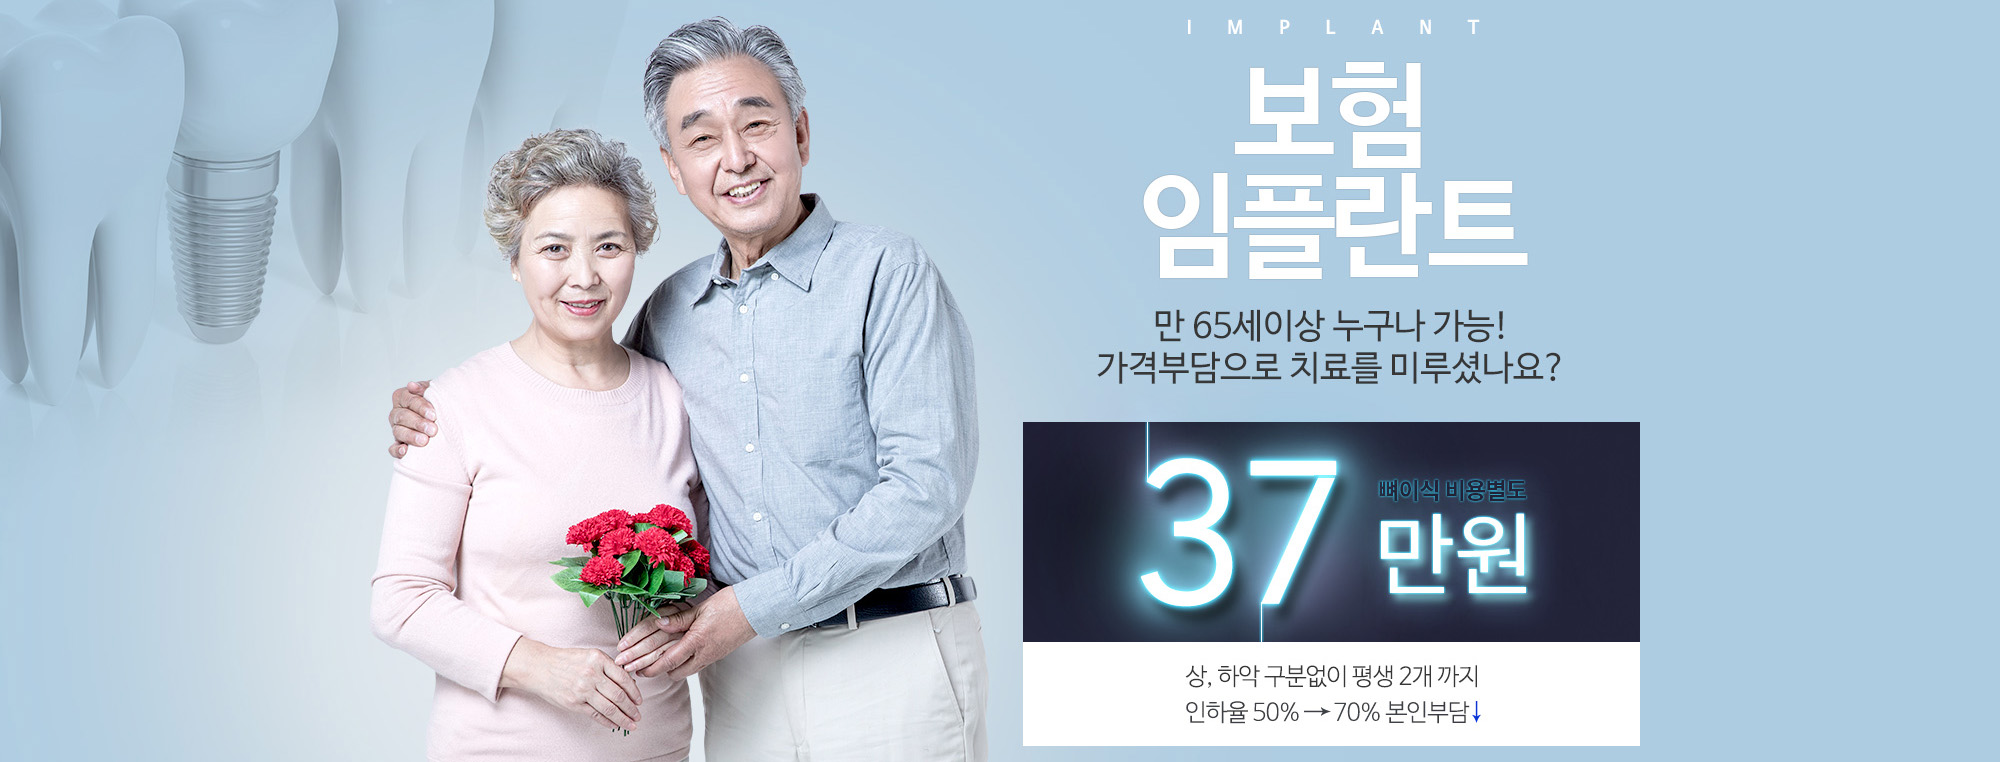 IMPLANT
보험
임플란트
만 65세이상 누구나 가능!
가격부담으로 치료를 미루셨나요?
37 뼈이식 비용별도
만원
상, 하악 구분없이 평생 2개 까지
인하율 50% → 70% 본인부담↓